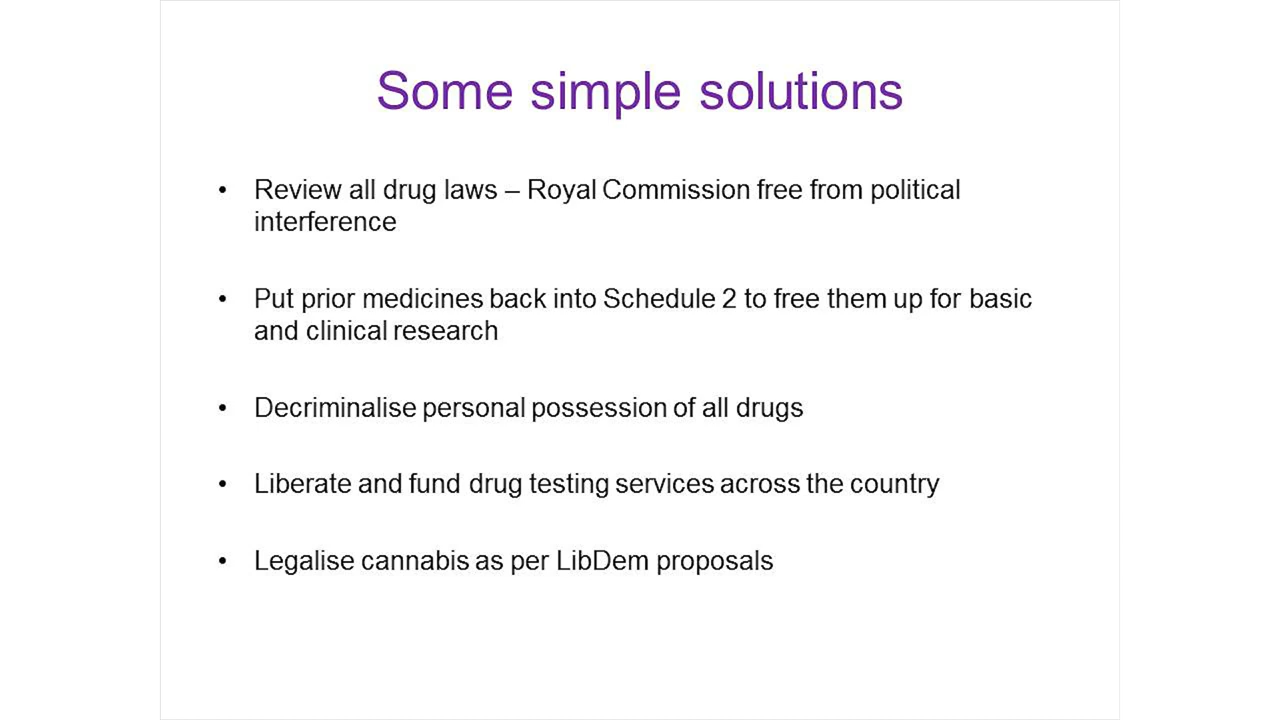 Some simple solutions
• Review all drug laws – Royal Commission free from political
interference
• Put prior medicines back into Schedule 2 to free them up for basic
and clinical research
• Decriminalise personal possession of all drugs
• Liberate and fund drug testing services across the country
• Legalise cannabis as per LibDem proposals